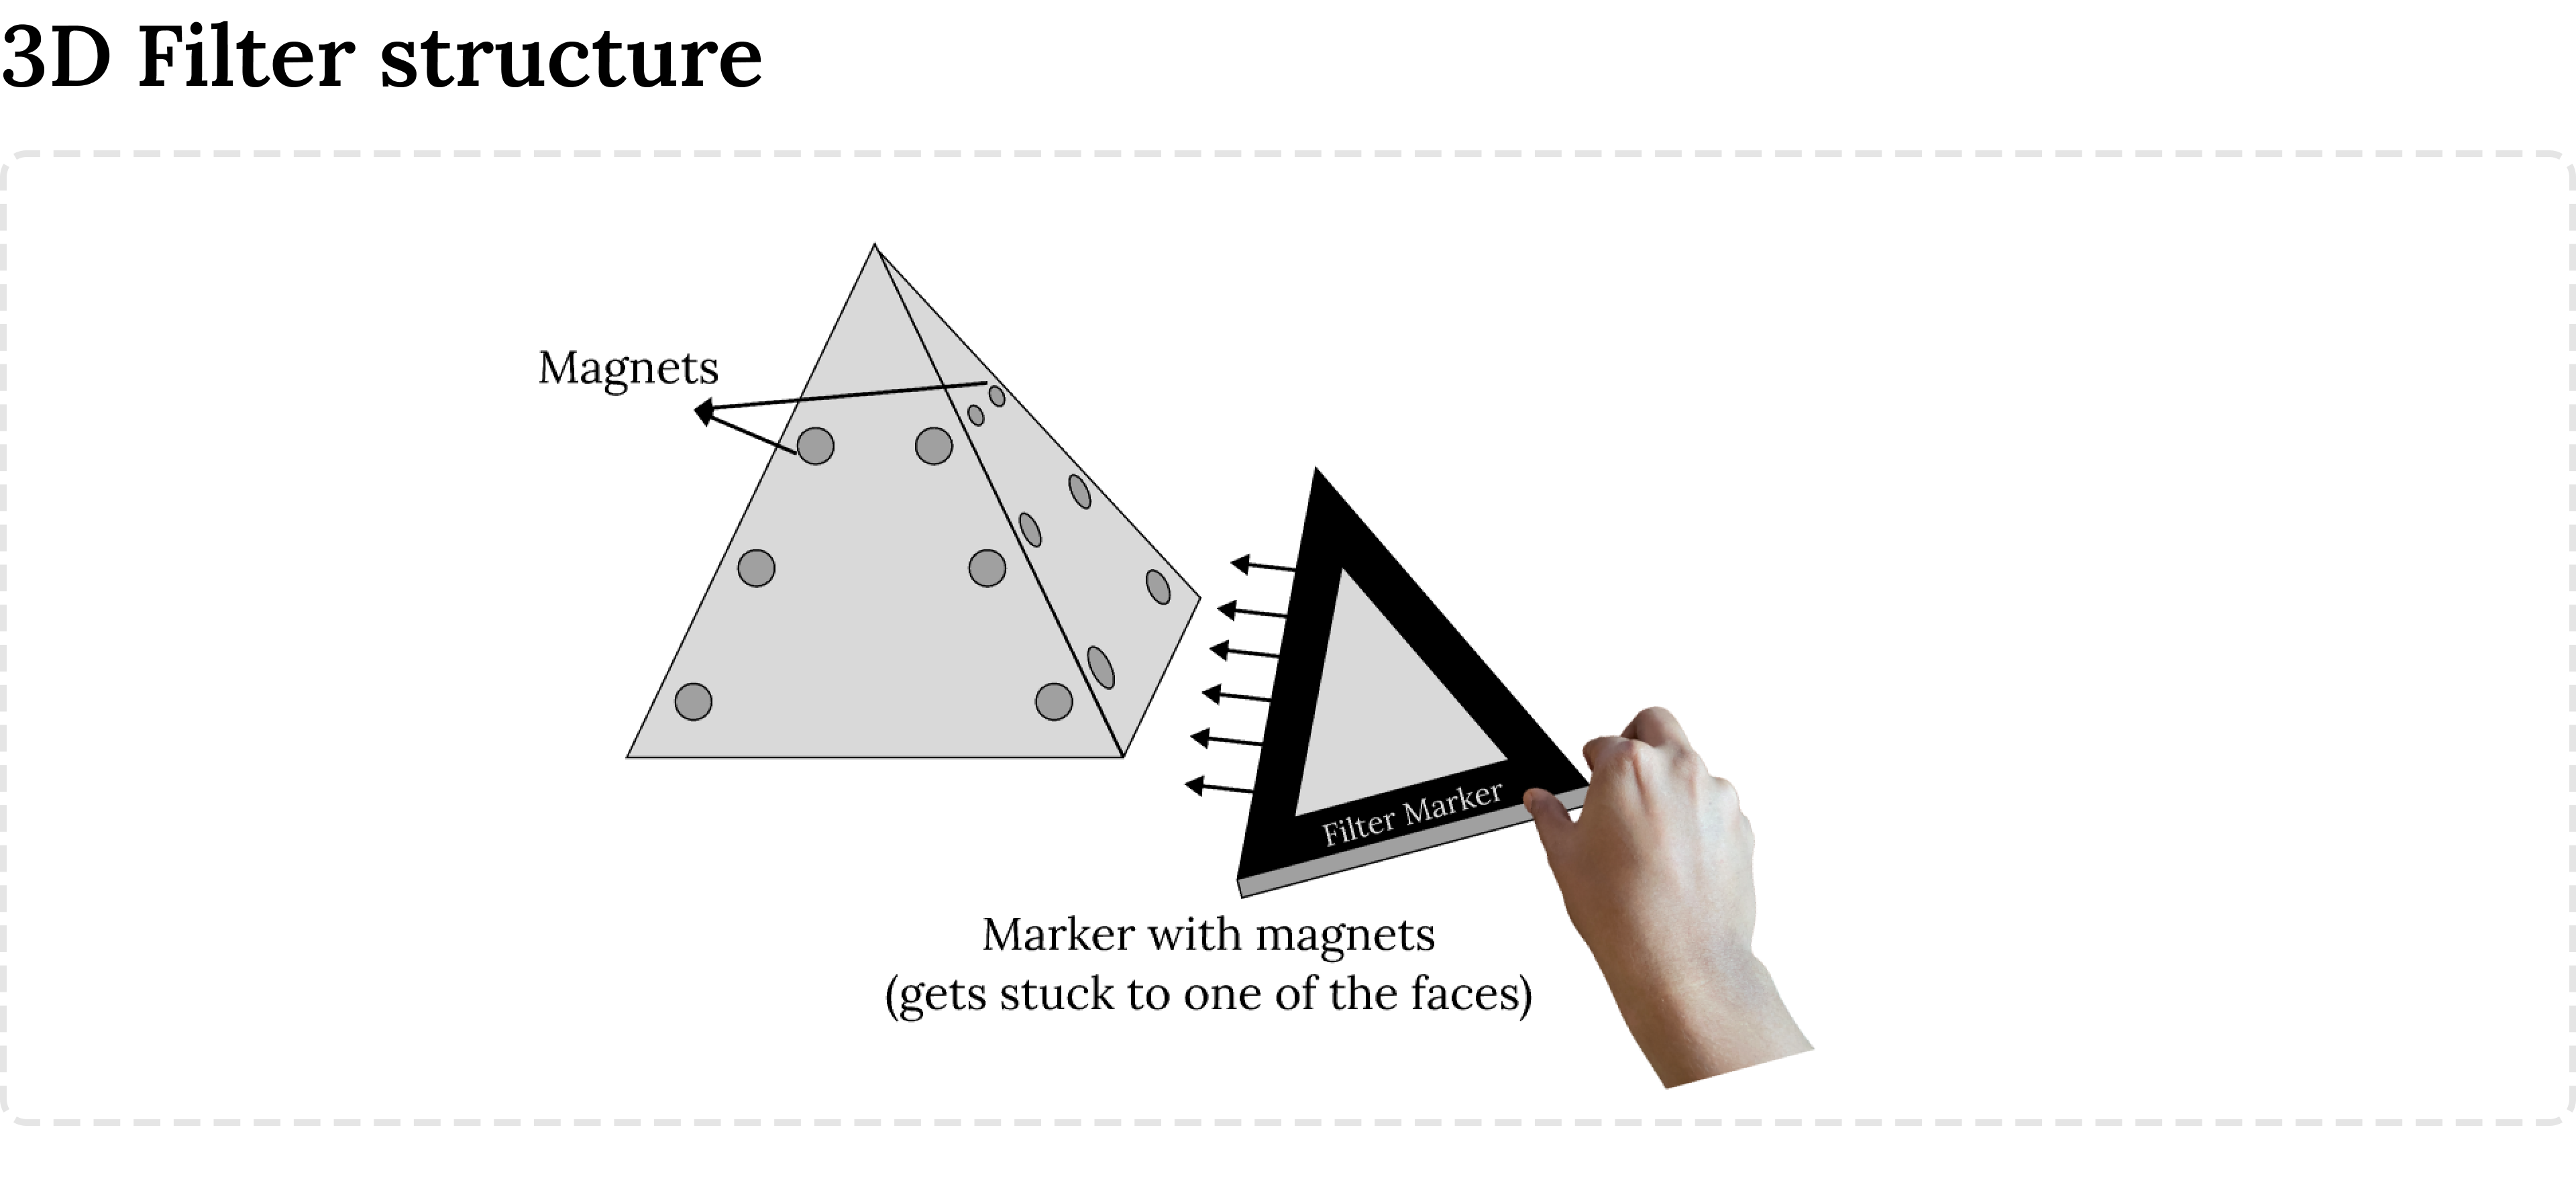 3D Filter structure
Magnets
Filter Marker
Marker with magnets
(gets stuck to one of the faces)